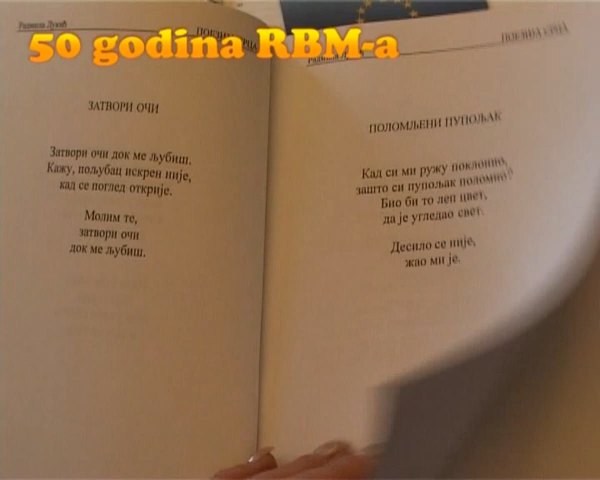 50 godina RBM-a
ЗАТВОРИ ОЧИ
Затвори очи док ме љубиш.
Кажу, пољубац искрен није,
кад се поглед открије.
Молим те,
затвори очи
док ме љубиш.
ПОЛОМЉЕНИ ПУПОЉАК
Кад си ми ружу поклонио,
зашто си пупољак поломио?
Био би то леп цвет,
да је угледао свет.
Десило се није,
жао ми је.